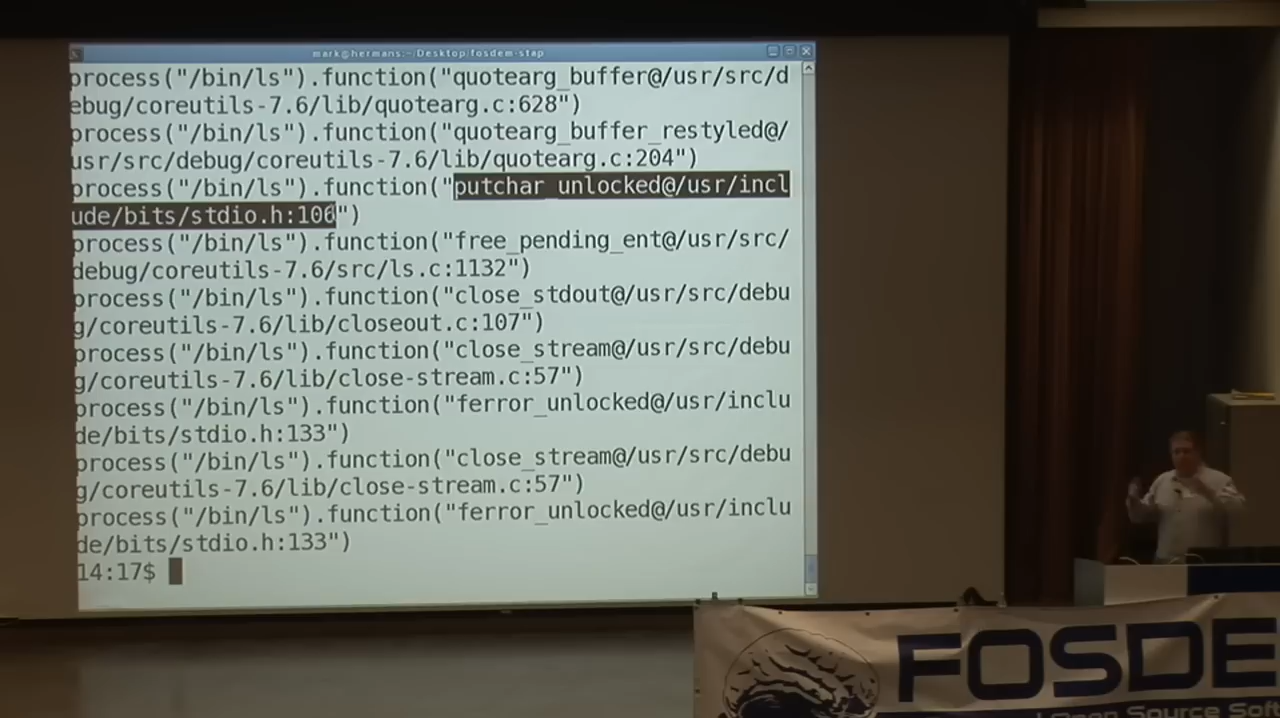 mark@hermans:~/Desktop/fosdem-stap
process("/bin/ls").function("quotearg_buffer@/usr/src/d
ebug/coreutils-7.6/lib/quotearg.c:628")
process("/bin/ls").function("quotearg_buffer_restyled@/
usr/src/debug/coreutils-7.6/lib/quotearg.c:204")
process("/bin/ls").function("putchar_unlocked@/usr/incl
ude/bits/stdio.h:106")
process("/bin/ls").function("free_pending_ent@/usr/src/
debug/coreutils-7.6/src/ls.c:1132")
process("/bin/ls").function("close_stdout@/usr/src/debu
g/coreutils-7.6/lib/closeout.c:107")
process("/bin/ls").function("close_stream@/usr/src/debu
g/coreutils-7.6/lib/close-stream.c:57")
process("/bin/ls").function("ferror_unlocked@/usr/inclu
de/bits/stdio.h:133")
process("/bin/ls").function("close_stream@/usr/src/debu
g/coreutils-7.6/lib/close-stream.c:57")
process("/bin/ls").function("ferror_unlocked@/usr/inclu
de/bits/stdio.h:133")
14:17$
FOSDE
Open Source Soft